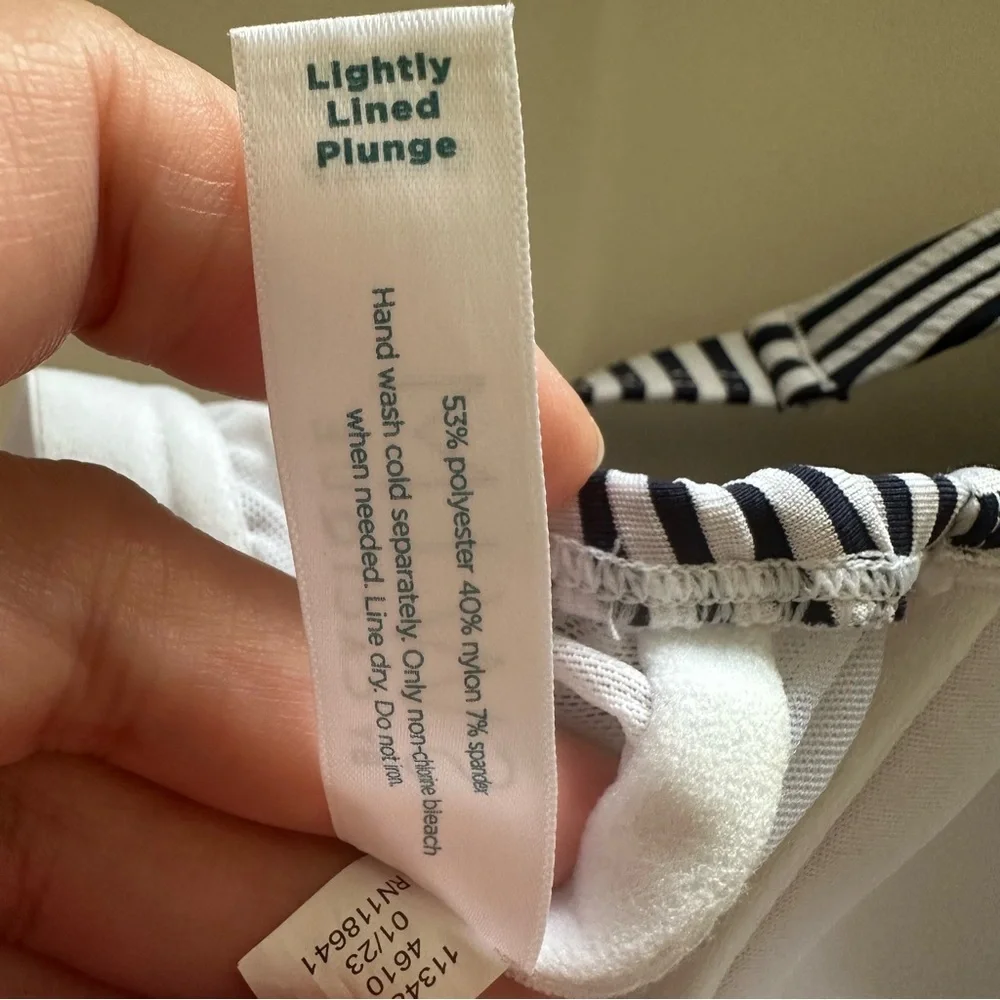 Lightly
Lined
Plunge
53% polyester 40% nylon 7% spandex
Hand wash cold separately. Only non-chlorine bleach
when needed. Line dry. Do not iron.
1134
4610
01/23
RN118641